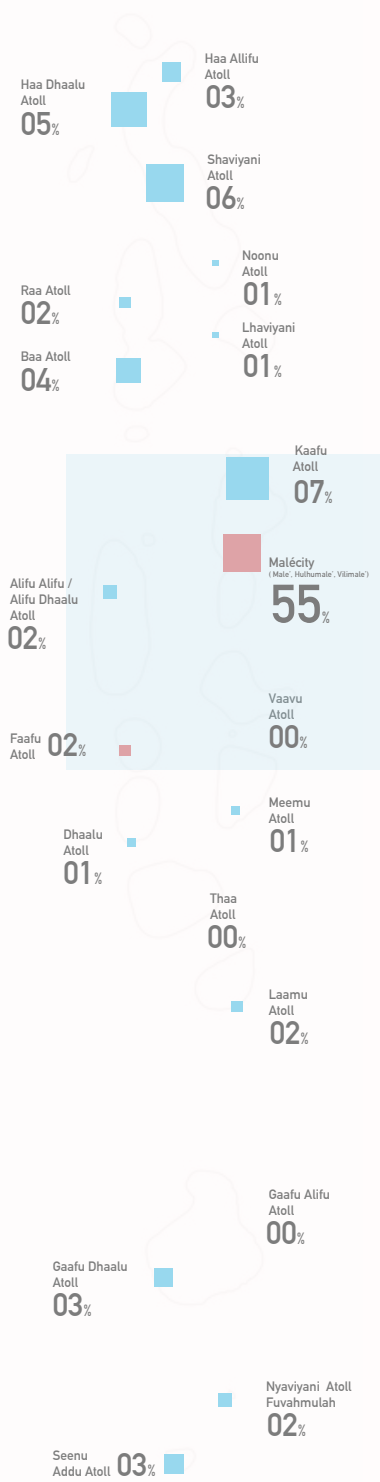 Haa Allifu
Atoll
03%
Haa Dhaalu
Atoll
05%
Shaviyani
Atoll
06%
Noonu
Atoll
01%
Raa Atoll
02%
Lhaviyani
Atoll
01%
Baa Atoll
04%
Kaafu
Atoll
07%
Malécity
( Male', Hulhumale', Vilimale')
55%
Alifu Alifu /
Alifu Dhaalu
Atoll
02%
Vaavu
Atoll
00%
Faafu
Atoll 02%
Meemu
Atoll
01%
Dhaalu
Atoll
01%
Thaa
Atoll
00%
Laamu
Atoll
02%
Gaafu Alifu
Atoll
00%
Gaafu Dhaalu
Atoll
03%
Nyaviyani Atoll
Fuvahmulah
02%
Seenu
Addu Atoll 03%